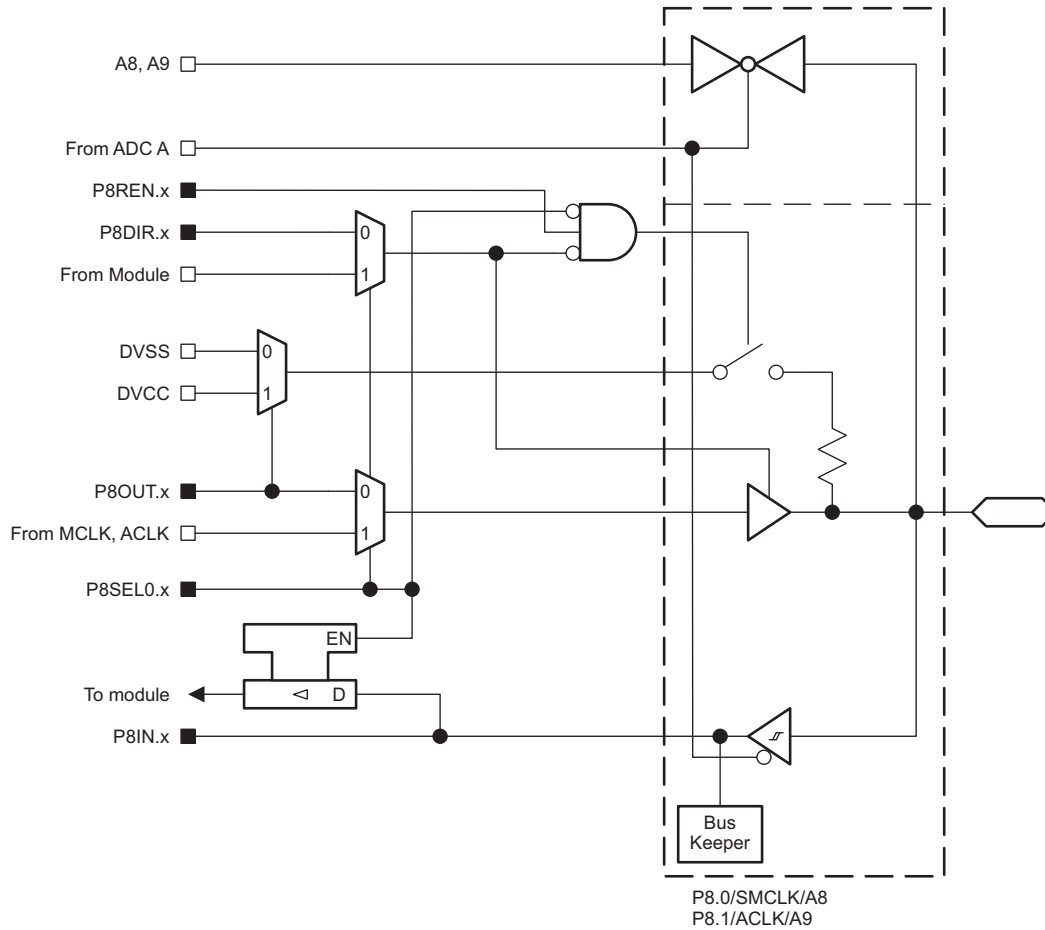 A8, A9
From ADC A
P8REN.x
P8DIR.x
0
From Module
1
DVSS
0
DVCC
1
P8OUT.x
0
From MCLK, ACLK
1
P8SEL0.x
EN
To module
D
P8IN.x
Bus
Keeper
P8.0/SMCLK/A8
P8.1/ACLK/A9